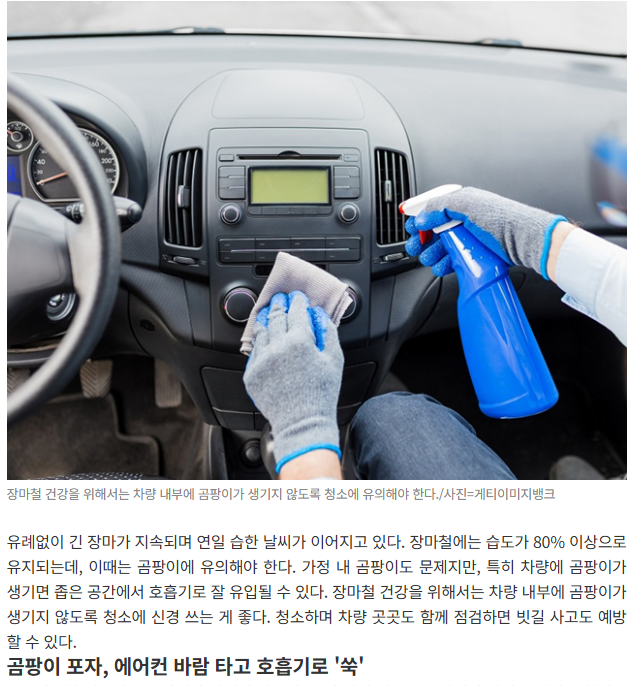 장마철 건강을 위해서는 차량 내부에 곰팡이가 생기지 않도록 청소에 유의해야 한다./사진=게티이미지뱅크
유례없이 긴 장마가 지속되며 연일 습한 날씨가 이어지고 있다. 장마철에는 습도가 80% 이상으로
유지되는데, 이때는 곰팡이에 유의해야 한다. 가정 내 곰팡이도 문제지만, 특히 차량에 곰팡이가
생기면 좁은 공간에서 호흡기로 잘 유입될 수 있다. 장마철 건강을 위해서는 차량 내부에 곰팡이가
생기지 않도록 청소에 신경 쓰는 게 좋다. 청소하며 차량 곳곳도 함께 점검하면 빗길 사고도 예방
할 수 있다.
곰팡이 포자, 에어컨 바람 타고 호흡기로 '쑥'